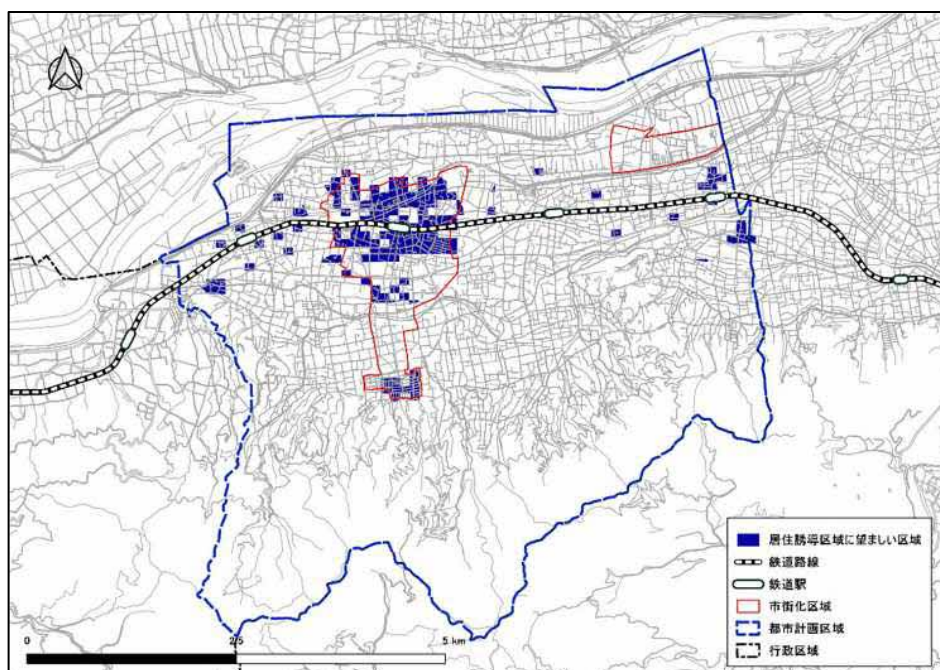 居住誘導区域に望ましい区域
鉄道路線
鉄道駅
市街化区域
都市計画区域
行政区域
0 2.5 5 km